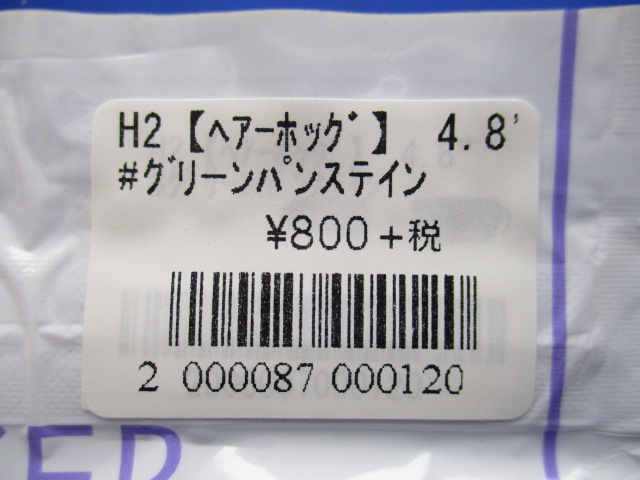 H2【ヘアーホッグ】 4.8'
#グリーンパンステイン
¥800+税
2 000087 000120